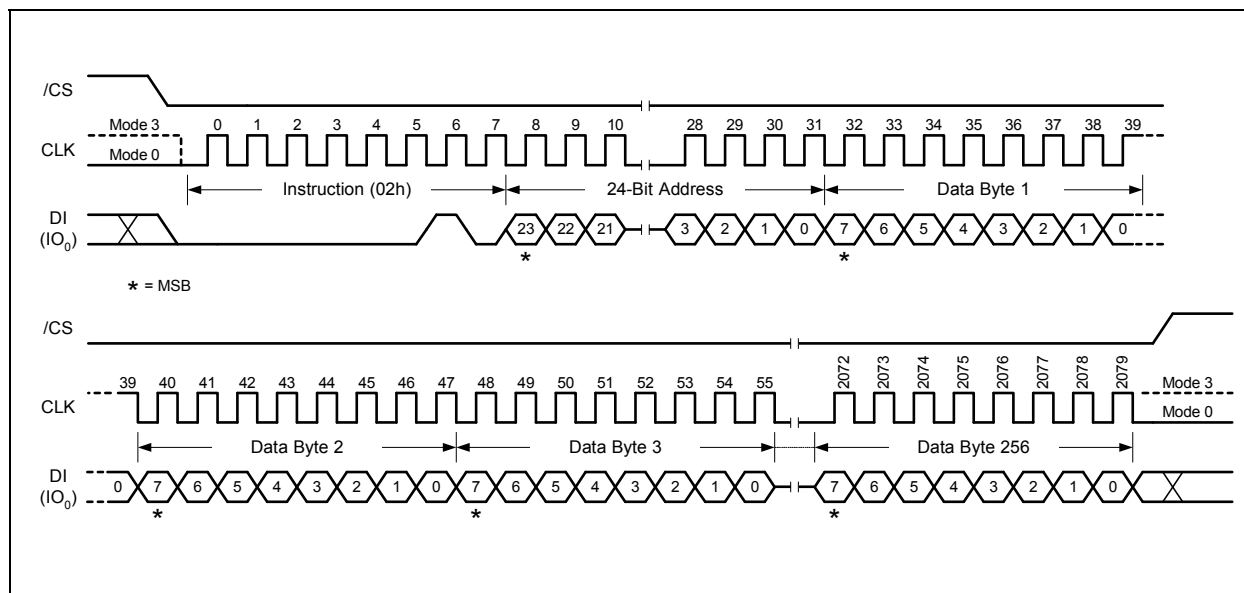 /CS
Mode 3 0 1 2 3 4 5 6 7 8 9 10 28 29 30 31 32 33 34 35 36 37 38 39
CLK
Mode 0
Instruction (02h) 24-Bit Address Data Byte 1
DI
(IO0) 23 22 21 3 2 1 0 7 6 5 4 3 2 1 0
* *
* = MSB
/CS
39 40 41 42 43 44 45 46 47 48 49 50 51 52 53 54 55 2072 2073 2074 2075 2076 2077 2078 2079 Mode 3
CLK
Mode 0
Data Byte 2 Data Byte 3 Data Byte 256
DI
(IO0) 0 7 6 5 4 3 2 1 0 7 6 5 4 3 2 1 0 7 6 5 4 3 2 1 0
* * *